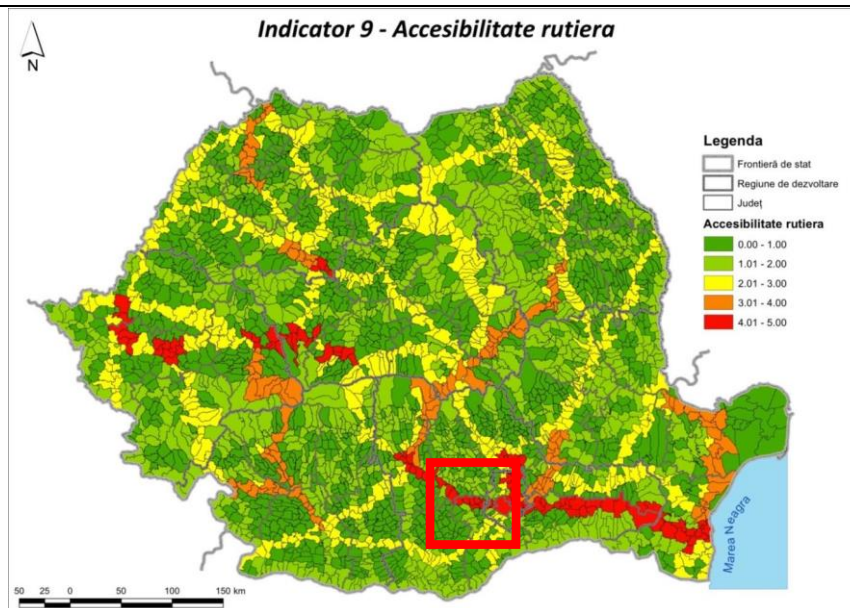 Indicator 9 - Accesibilitate rutiera
N
Legenda
Frontieră de stat
Regiune de dezvoltare
Județ
Accesibilitate rutiera
0.00 - 1.00
1.01 - 2.00
2.01 - 3.00
3.01 - 4.00
4.01 - 5.00
Marea Neagra
50 25 0 50 100 150 km